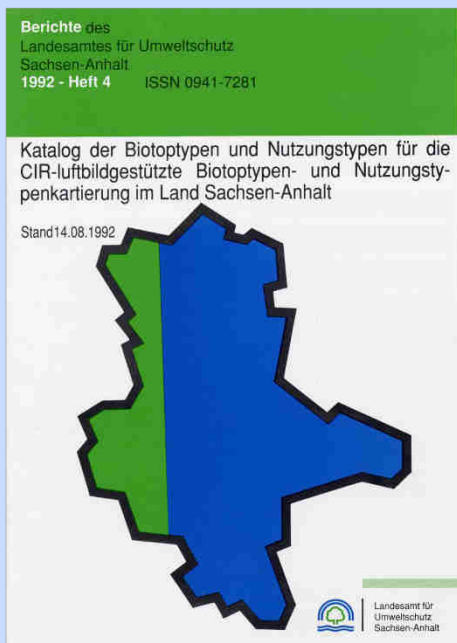 Berichte des
Landesamtes für Umweltschutz
Sachsen-Anhalt
1992 - Heft 4 ISSN 0941-7281
Katalog der Biotoptypen und Nutzungstypen für die
CIR-luftbildgestützte Biotoptypen- und Nutzungsty-
penkartierung im Land Sachsen-Anhalt
Stand14.08.1992
Landesamt für
Umweltschutz
Sachsen-Anhalt